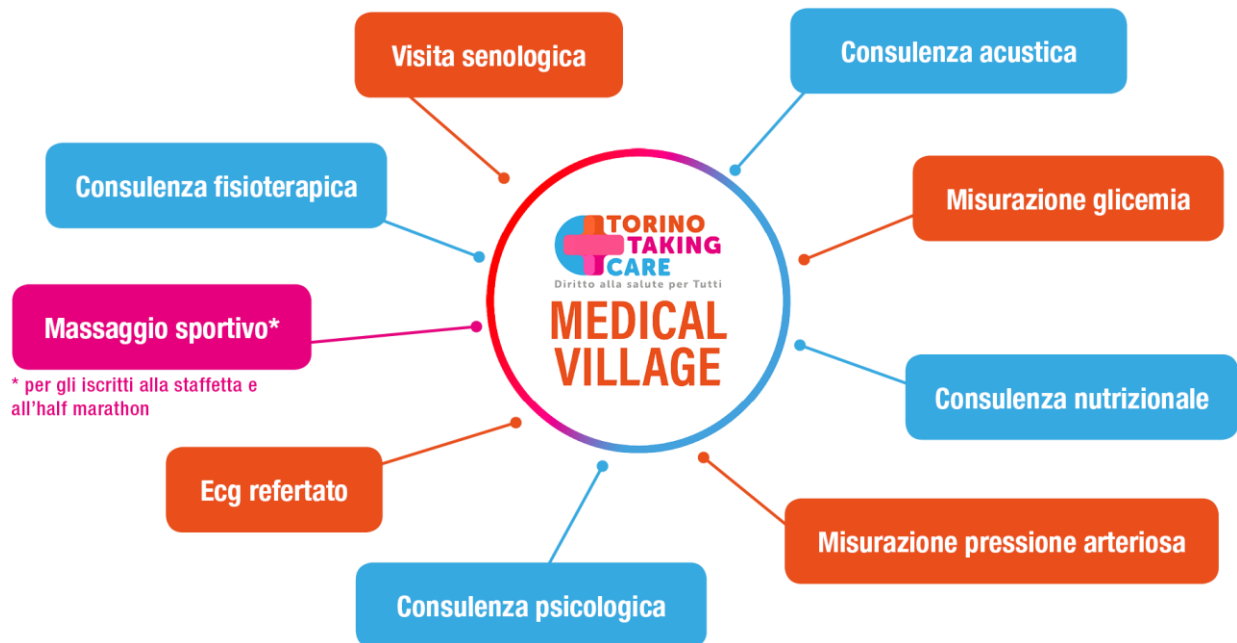 Visita senologica
Consulenza acustica
Consulenza fisioterapica
Misurazione glicemia
TORINO
TAKING
CARE
Diritto alla salute per Tutti
MEDICAL
VILLAGE
Massaggio sportivo*
* per gli iscritti alla staffetta e
all'half marathon
Consulenza nutrizionale
Ecg refertato
Misurazione pressione arteriosa
Consulenza psicologica